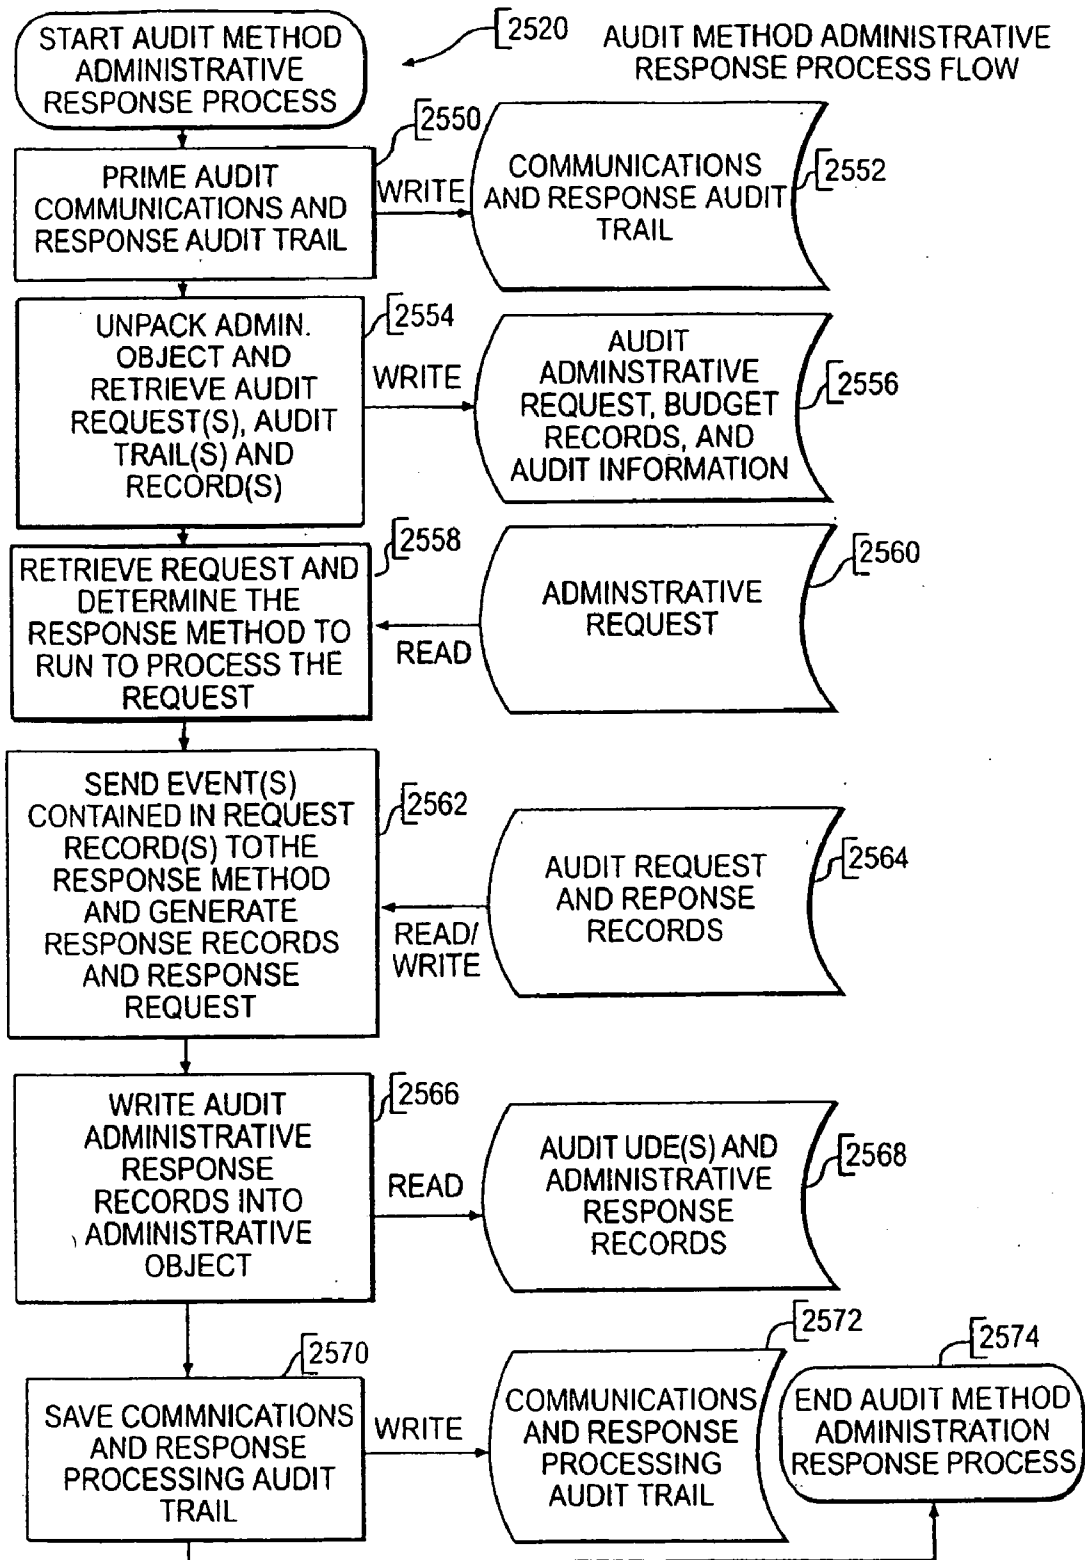 START AUDIT METHOD
ADMINISTRATIVE
RESPONSE PROCESS
2520
AUDIT METHOD ADMINISTRATIVE
RESPONSE PROCESS FLOW
2550
PRIME AUDIT
COMMUNICATIONS AND
RESPONSE AUDIT TRAIL
WRITE
COMMUNICATIONS
AND RESPONSE AUDIT
TRAIL
2552
2554
UNPACK ADMIN.
OBJECT AND
RETRIEVE AUDIT
REQUEST(S), AUDIT
TRAIL(S) AND
RECORD(S)
WRITE
AUDIT
ADMINSTRATIVE
REQUEST, BUDGET
RECORDS, AND
AUDIT INFORMATION
2556
2558
RETRIEVE REQUEST AND
DETERMINE THE
RESPONSE METHOD TO
RUN TO PROCESS THE
REQUEST
READ
ADMINSTRATIVE
REQUEST
2560
SEND EVENT(S)
CONTAINED IN REQUEST
RECORD(S) TOTHE
RESPONSE METHOD
AND GENERATE
RESPONSE RECORDS
AND RESPONSE
REQUEST
2562
READ/
WRITE
AUDIT REQUEST
AND REPONSE
RECORDS
2564
WRITE AUDIT
ADMINISTRATIVE
RESPONSE
RECORDS INTO
ADMINISTRATIVE
OBJECT
2566
READ
AUDIT UDE(S) AND
ADMINISTRATIVE
RESPONSE
RECORDS
2568
2570
SAVE COMMNICATIONS
AND RESPONSE
PROCESSING AUDIT
TRAIL
WRITE
2572
COMMUNICATIONS
AND RESPONSE
PROCESSING
AUDIT TRAIL
2574
END AUDIT METHOD
ADMINISTRATION
RESPONSE PROCESS